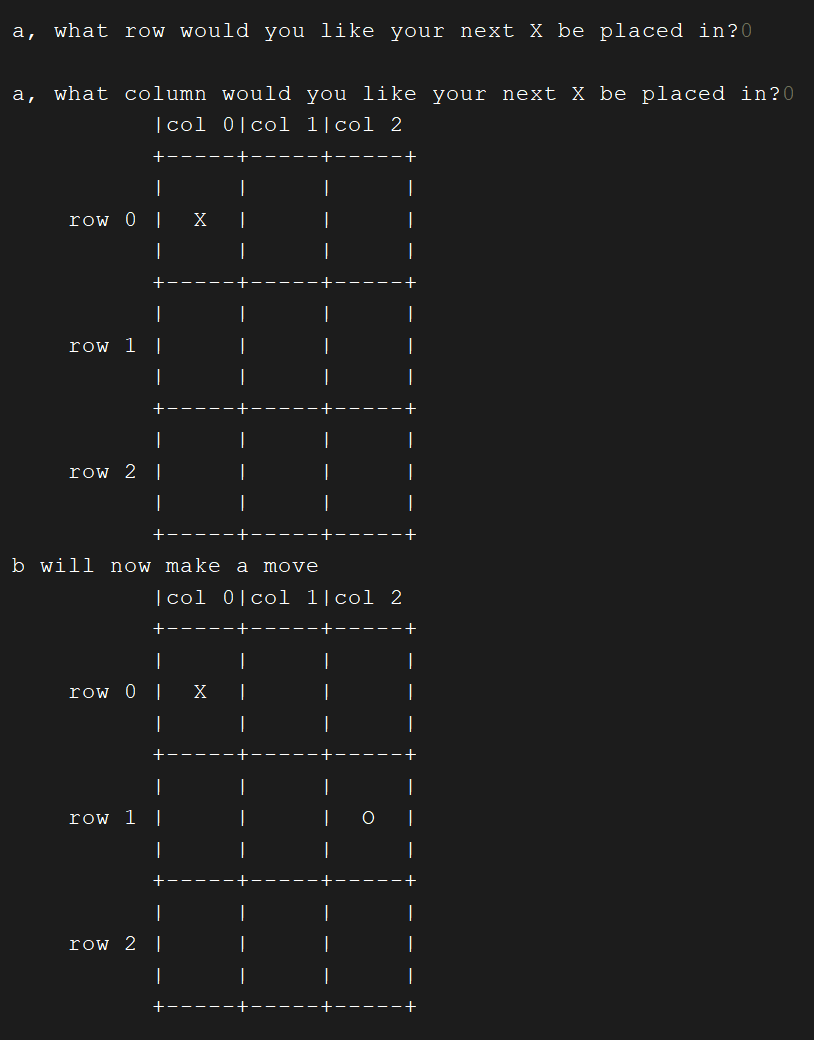 a, what row would you like your next X be placed in?0

a, what column would you like your next X be placed in?0
          |col 0|col 1|col 2
          +-----+-----+-----+
          |     |     |     |
    row 0 |  X  |     |     |
          |     |     |     |
          +-----+-----+-----+
          |     |     |     |
    row 1 |     |     |     |
          |     |     |     |
          +-----+-----+-----+
          |     |     |     |
    row 2 |     |     |     |
          |     |     |     |
          +-----+-----+-----+
b will now make a move
          |col 0|col 1|col 2
          +-----+-----+-----+
          |     |     |     |
    row 0 |  X  |     |     |
          |     |     |     |
          +-----+-----+-----+
          |     |     |     |
    row 1 |     |     |  O  |
          |     |     |     |
          +-----+-----+-----+
          |     |     |     |
    row 2 |     |     |     |
          |     |     |     |
          +-----+-----+-----+